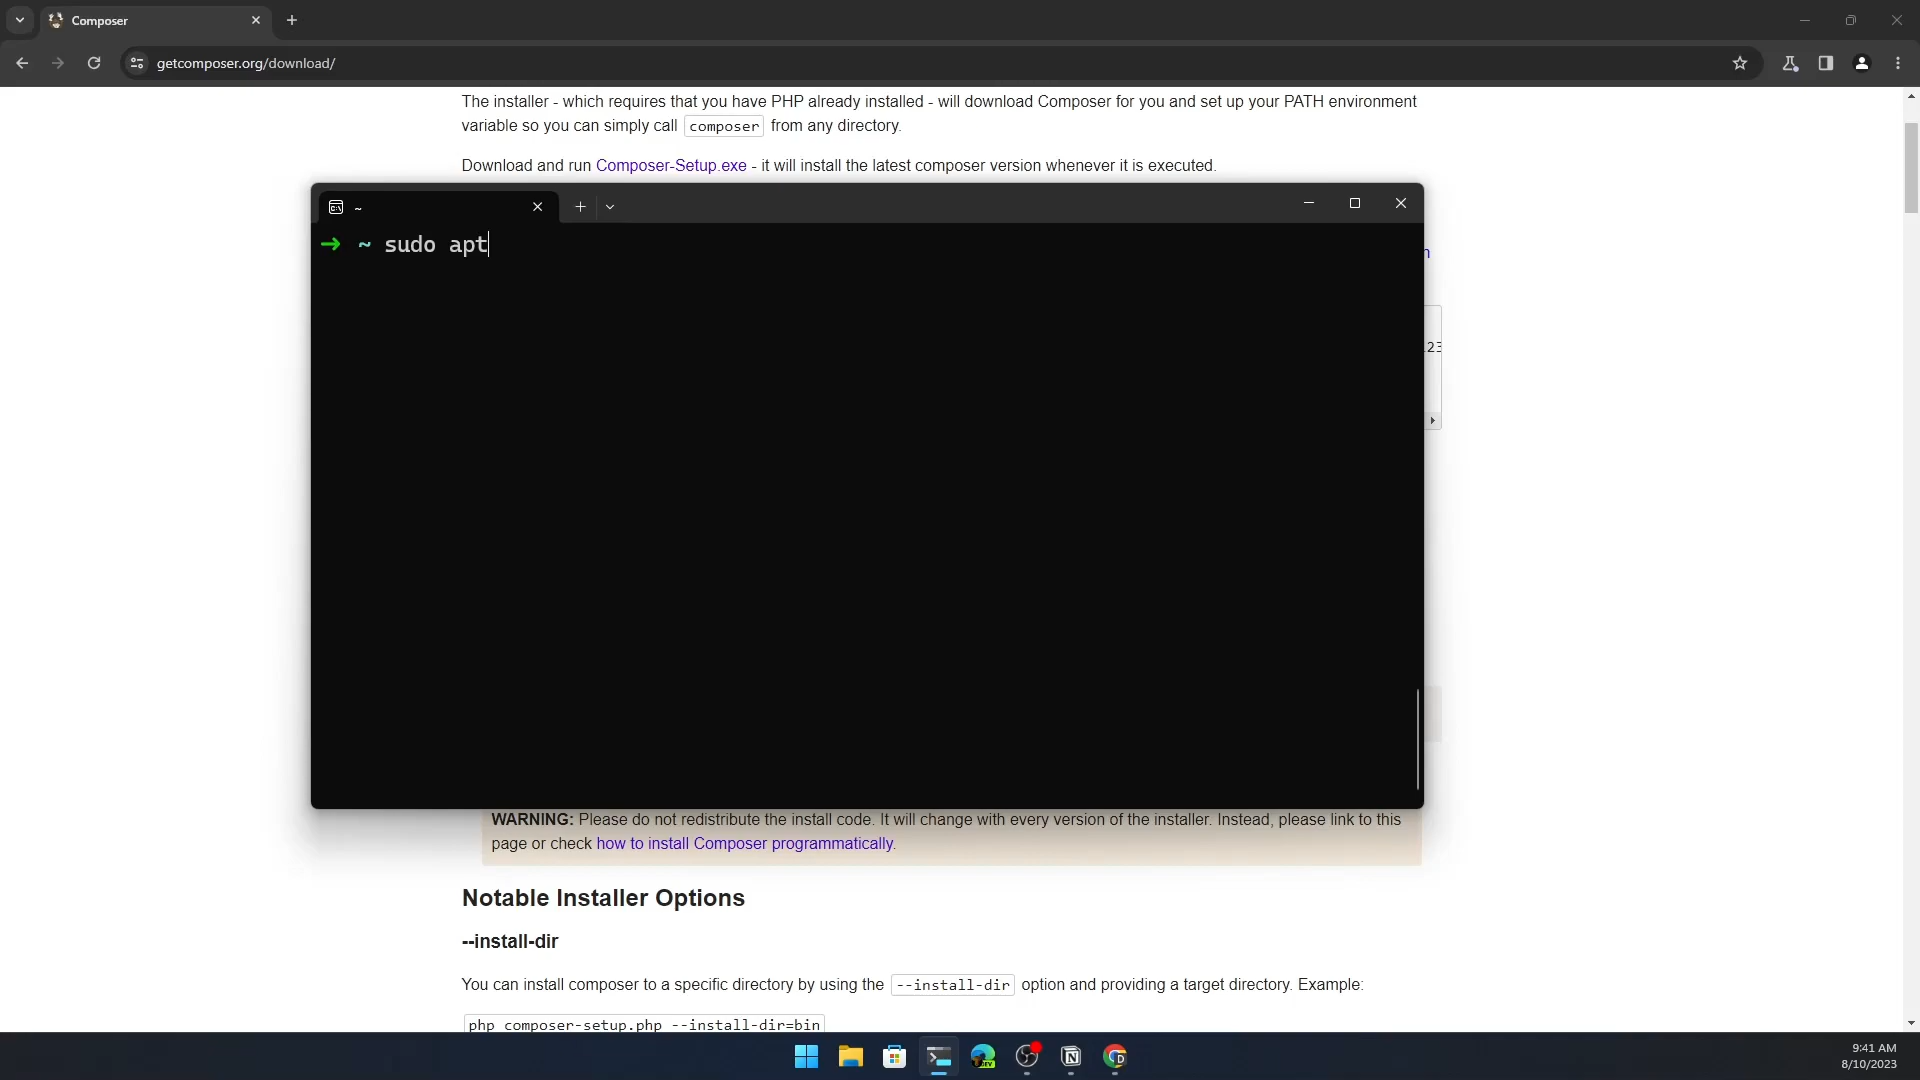 Composer
getcomposer.org/download/
The installer - which requires that you have PHP already installed - will download Composer for you and set up your PATH environment
variable so you can simply call composer from any directory.
Download and run Composer-Setup.exe - it will install the latest composer version whenever it is executed.
~
→ ~ sudo apt
n
23
WARNING: Please do not redistribute the install code. It will change with every version of the installer. Instead, please link to this
page or check how to install Composer programmatically.
Notable Installer Options
--install-dir
You can install composer to a specific directory by using the --install-dir option and providing a target directory. Example:
php composer-setup.php --install-dir=bin
9:41 AM
8/10/2023